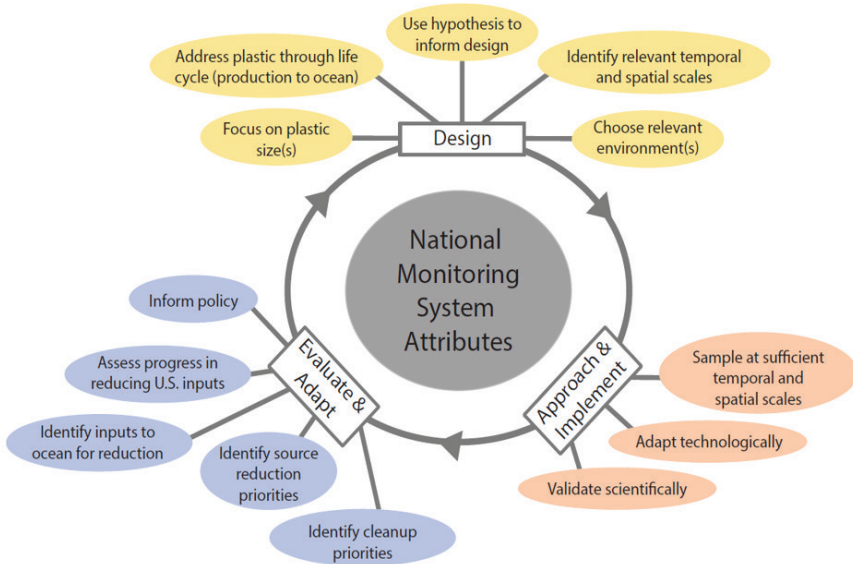 Use hypothesis to
inform design
Address plastic through life
cycle (production to ocean)
Identify relevant temporal
and spatial scales
Focus on plastic
size(s)
Design
Choose relevant
environment(s)
National
Monitoring
System
Attributes
Inform policy
Evaluate &
Adapt
Approach &
Implement
Assess progress in
reducing U.S. inputs
Sample at sufficient
temporal and
spatial scales
Identify inputs to
ocean for reduction
Adapt technologically
Identify source
reduction
priorities
Validate scientifically
Identify cleanup
priorities